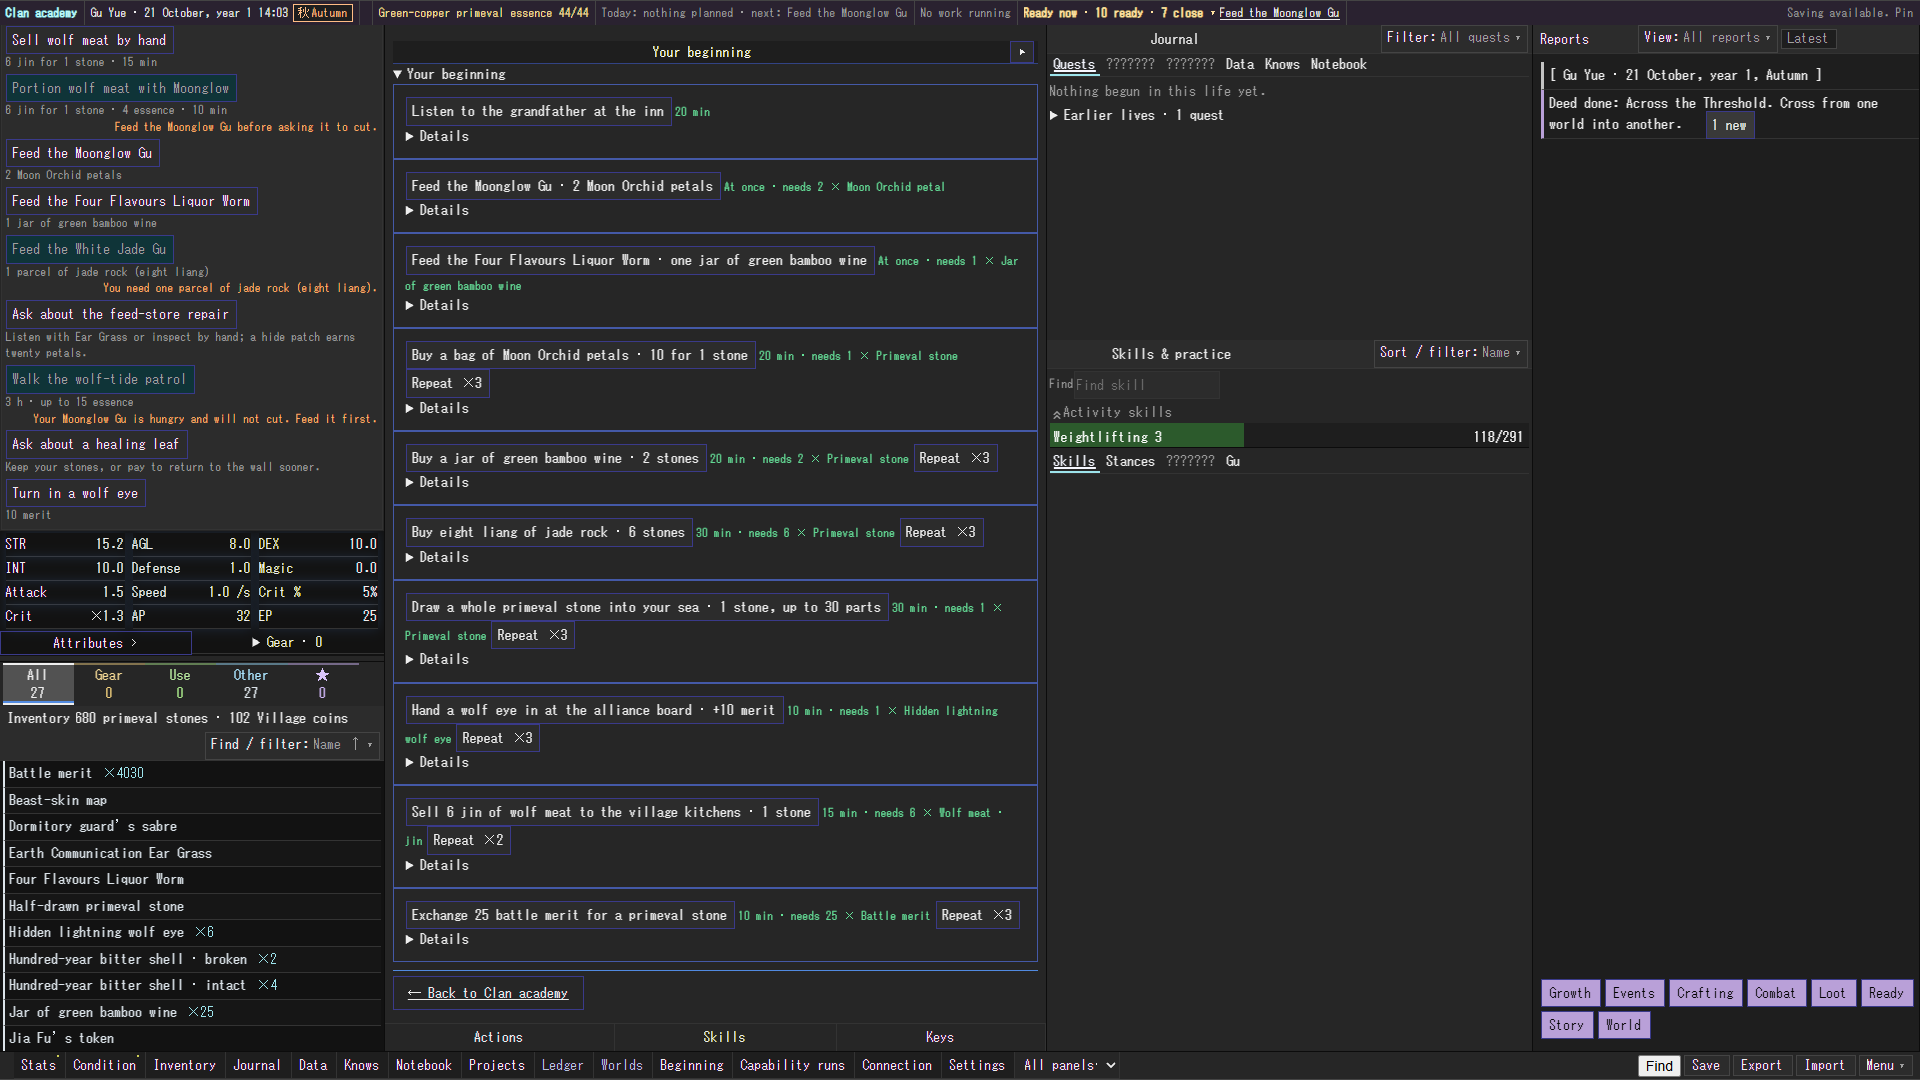 Clan academy Gu Yue · 21 October, year 1 14:03 秋Autumn Green-copper primeval essence 44/44 Today: nothing planned · next: Feed the Moonglow Gu No work running Ready now · 10 ready · 7 close ▾ Feed the Moonglow Gu Saving available. Pin
Sell wolf meat by hand
6 jin for 1 stone · 15 min
Portion wolf meat with Moonglow
6 jin for 1 stone · 4 essence · 10 min
Feed the Moonglow Gu before asking it to cut.
Feed the Moonglow Gu
2 Moon Orchid petals
Feed the Four Flavours Liquor Worm
1 jar of green bamboo wine
Feed the White Jade Gu
1 parcel of jade rock (eight liang)
You need one parcel of jade rock (eight liang).
Ask about the feed-store repair
Listen with Ear Grass or inspect by hand; a hide patch earns
twenty petals.
Walk the wolf-tide patrol
3 h · up to 15 essence
Your Moonglow Gu is hungry and will not cut. Feed it first.
Ask about a healing leaf
Keep your stones, or pay to return to the wall sooner.
Turn in a wolf eye
10 merit
STR 15.2 AGL 8.0 DEX 10.0
INT 10.0 Defense 1.0 Magic 0.0
Attack 1.5 Speed 1.0 /s Crit % 5%
Crit ×1.3 AP 32 EP 25
Attributes > ▶ Gear · 0
All Gear Use Other ★
27 0 0 27 0
Inventory 680 primeval stones · 102 Village coins
Find / filter: Name ↑ ▾
Battle merit ×4030
Beast-skin map
Dormitory guard's sabre
Earth Communication Ear Grass
Four Flavours Liquor Worm
Half-drawn primeval stone
Hidden lightning wolf eye ×6
Hundred-year bitter shell · broken ×2
Hundred-year bitter shell · intact ×4
Jar of green bamboo wine ×25
Jia Fu's token
Your beginning ▸
▼ Your beginning
Listen to the grandfather at the inn 20 min
▶ Details
Feed the Moonglow Gu · 2 Moon Orchid petals At once · needs 2 × Moon Orchid petal
▶ Details
Feed the Four Flavours Liquor Worm · one jar of green bamboo wine At once · needs 1 × Jar
of green bamboo wine
▶ Details
Buy a bag of Moon Orchid petals · 10 for 1 stone 20 min · needs 1 × Primeval stone
Repeat ×3
▶ Details
Buy a jar of green bamboo wine · 2 stones 20 min · needs 2 × Primeval stone Repeat ×3
▶ Details
Buy eight liang of jade rock · 6 stones 30 min · needs 6 × Primeval stone Repeat ×3
▶ Details
Draw a whole primeval stone into your sea · 1 stone, up to 30 parts 30 min · needs 1 ×
Primeval stone Repeat ×3
▶ Details
Hand a wolf eye in at the alliance board · +10 merit 10 min · needs 1 × Hidden lightning
wolf eye Repeat ×3
▶ Details
Sell 6 jin of wolf meat to the village kitchens · 1 stone 15 min · needs 6 × Wolf meat ·
jin Repeat ×2
▶ Details
Exchange 25 battle merit for a primeval stone 10 min · needs 25 × Battle merit Repeat ×3
▶ Details
← Back to Clan academy
Actions Skills Keys
Journal Filter: All quests ▾
Quests ??????? ??????? Data Knows Notebook
Nothing begun in this life yet.
▶ Earlier lives · 1 quest
Skills & practice Sort / filter: Name ▾
Find Find skill
Activity skills
Weightlifting 3 118/291
Skills Stances ??????? Gu
Reports View: All reports ▾ Latest
[ Gu Yue · 21 October, year 1, Autumn ]
Deed done: Across the Threshold. Cross from one
world into another. 1 new
Growth Events Crafting Combat Loot Ready
Story World
Stats Condition Inventory Journal Data Knows Notebook Projects Ledger Worlds Beginning Capability runs Connection Settings All panels· Find Save Export Import Menu ▾